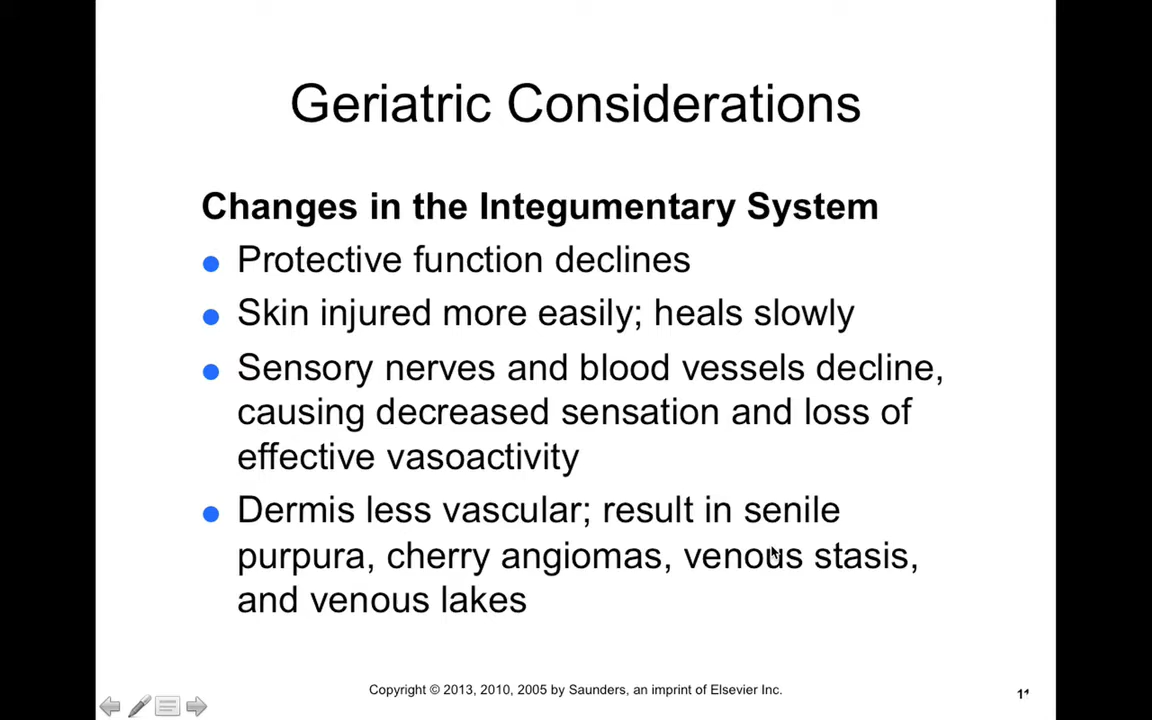 Geriatric Considerations
Changes in the Integumentary System
● Protective function declines
● Skin injured more easily; heals slowly
● Sensory nerves and blood vessels decline,
causing decreased sensation and loss of
effective vasoactivity
● Dermis less vascular; result in senile
purpura, cherry angiomas, venous stasis,
and venous lakes
Copyright © 2013, 2010, 2005 by Saunders, an imprint of Elsevier Inc.